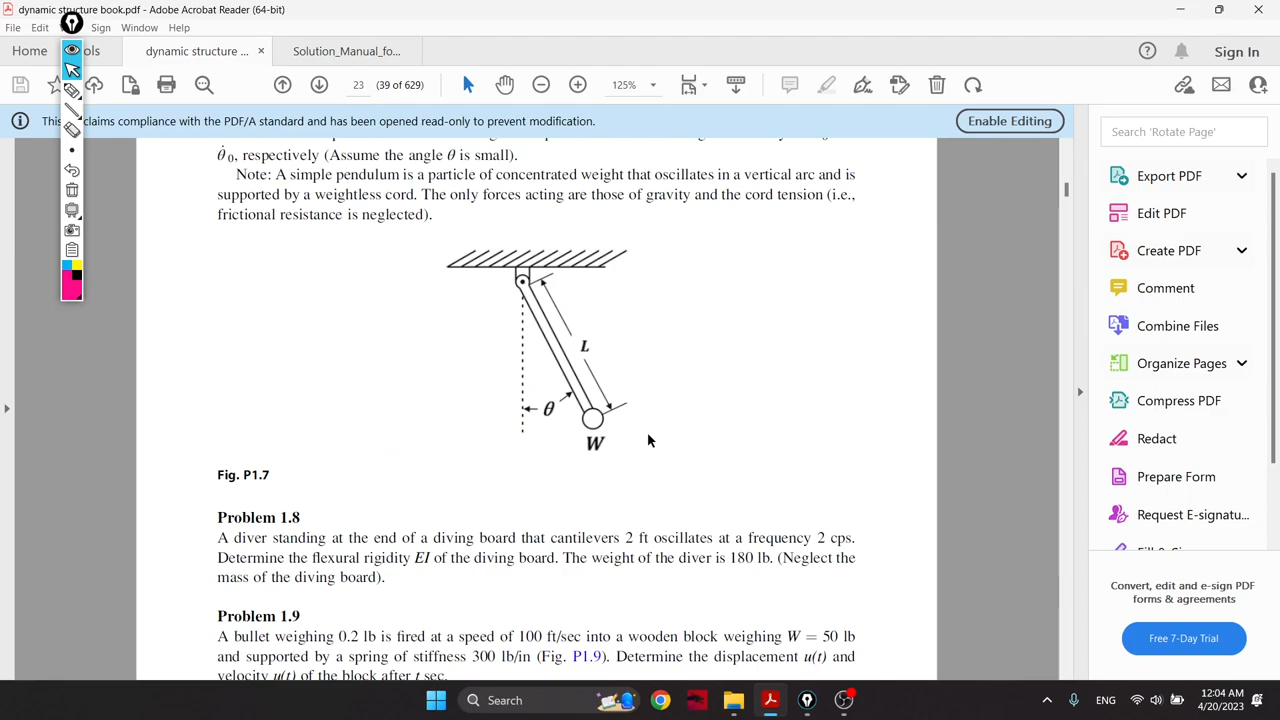 dynamic structure book.pdf - Adobe Acrobat Reader (64-bit)
File Edit Sign Window Help
Home ols dynamic structure ... × Solution_Manual_fo...
Sign In
23 (39 of 629) 125%
This claims compliance with the PDF/A standard and has been opened read-only to prevent modification. Enable Editing
θ̇ 0, respectively (Assume the angle θ is small).
Note: A simple pendulum is a particle of concentrated weight that oscillates in a vertical arc and is
supported by a weightless cord. The only forces acting are those of gravity and the cord tension (i.e.,
frictional resistance is neglected).
L
θ
W
Fig. P1.7
Problem 1.8
A diver standing at the end of a diving board that cantilevers 2 ft oscillates at a frequency 2 cps.
Determine the flexural rigidity EI of the diving board. The weight of the diver is 180 lb. (Neglect the
mass of the diving board).
Problem 1.9
A bullet weighing 0.2 lb is fired at a speed of 100 ft/sec into a wooden block weighing W = 50 lb
and supported by a spring of stiffness 300 lb/in (Fig. P1.9). Determine the displacement u(t) and
velocity u(t) of the block after t sec.
Search 'Rotate Page'
Export PDF
Edit PDF
Create PDF
Comment
Combine Files
Organize Pages
Compress PDF
Redact
Prepare Form
Request E-signatu...
Convert, edit and e-sign PDF
forms & agreements
Free 7-Day Trial
Search
ENG
12:04 AM
4/20/2023